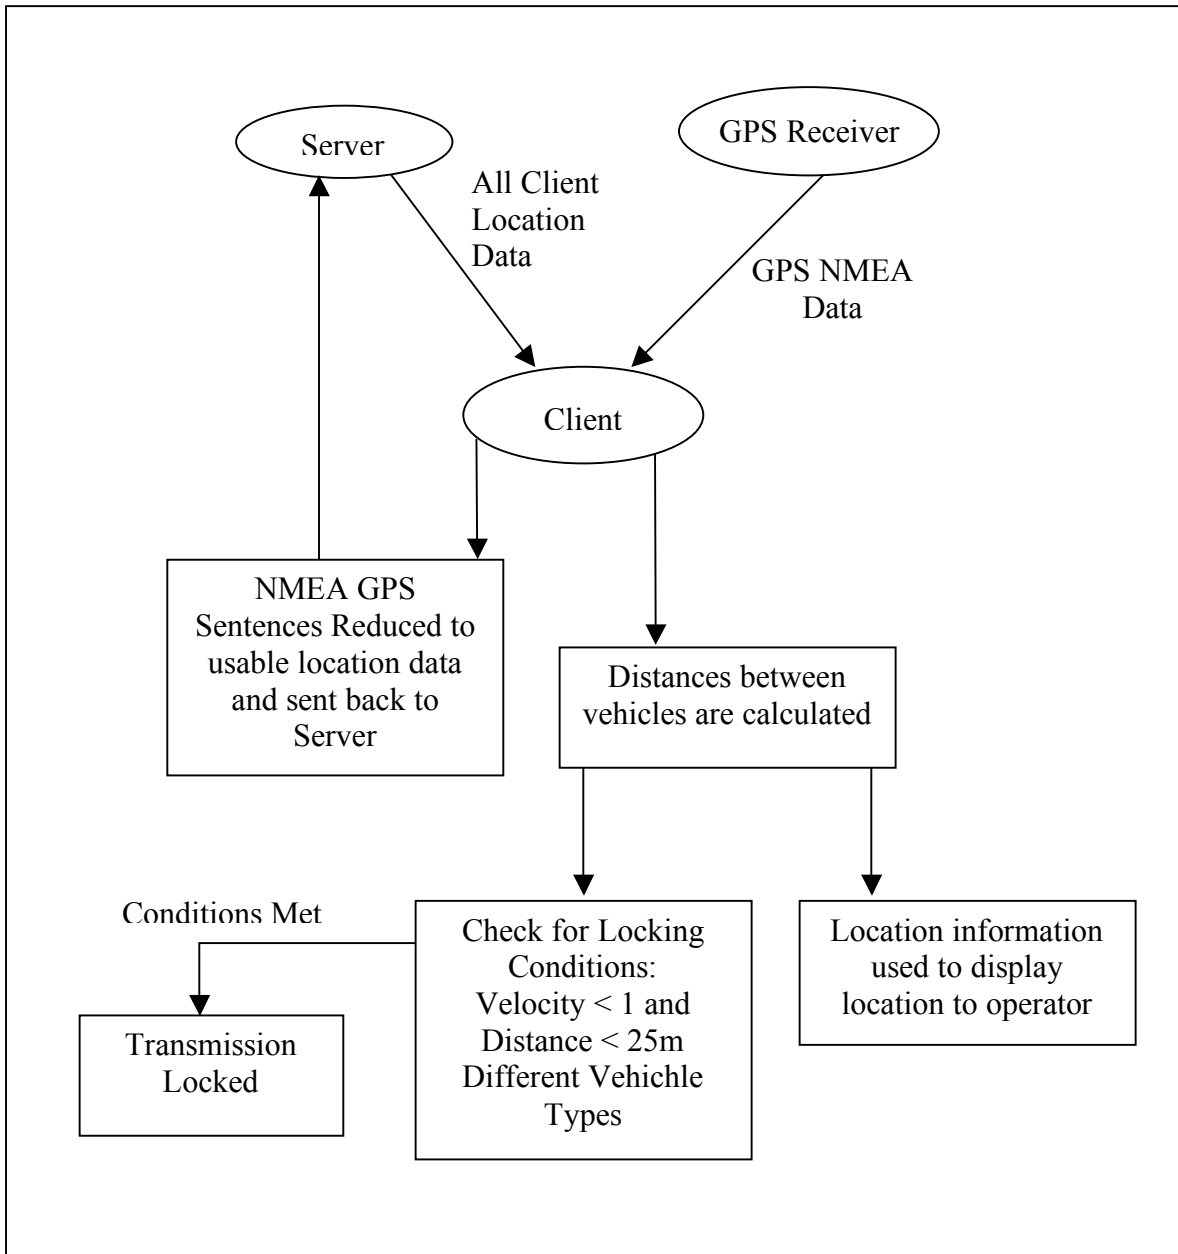 Server
GPS Receiver
All Client
Location
Data
GPS NMEA
Data
Client
NMEA GPS
Sentences Reduced to
usable location data
and sent back to
Server
Distances between
vehicles are calculated
Conditions Met
Check for Locking
Conditions:
Velocity < 1 and
Distance < 25m
Different Vehichle
Types
Location information
used to display
location to operator
Transmission
Locked